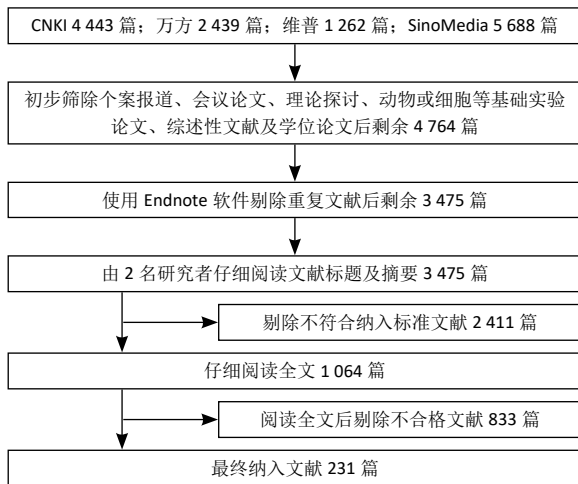 CNKI 4 443 篇；万方 2 439 篇；维普 1 262 篇；SinoMedia 5 688 篇
初步筛除个案报道、会议论文、理论探讨、动物或细胞等基础实验
论文、综述性文献及学位论文后剩余 4 764 篇
使用 Endnote 软件剔除重复文献后剩余 3 475 篇
由 2 名研究者仔细阅读文献标题及摘要 3 475 篇
剔除不符合纳入标准文献 2 411 篇
仔细阅读全文 1 064 篇
阅读全文后剔除不合格文献 833 篇
最终纳入文献 231 篇